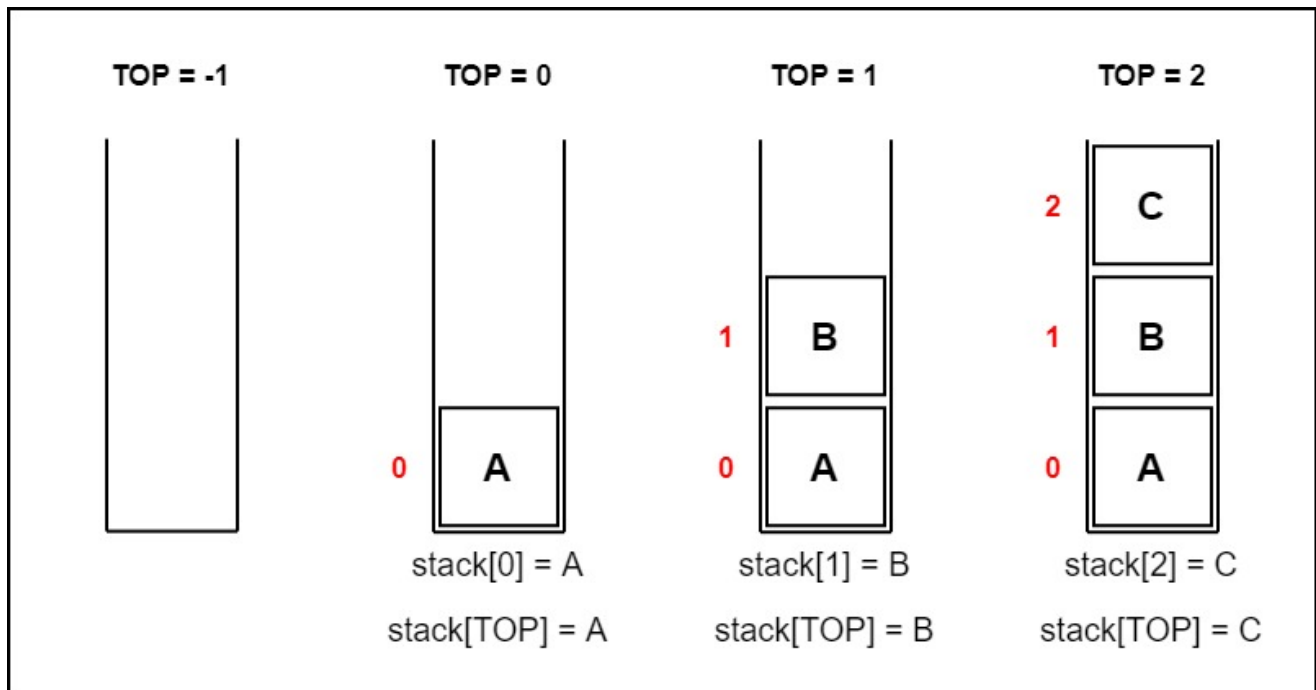 TOP = -1
TOP = 0
TOP = 1
TOP = 2
2 C
1 B
1 B
0 A
0 A
0 A
stack[0] = A
stack[1] = B
stack[2] = C
stack[TOP] = A
stack[TOP] = B
stack[TOP] = C